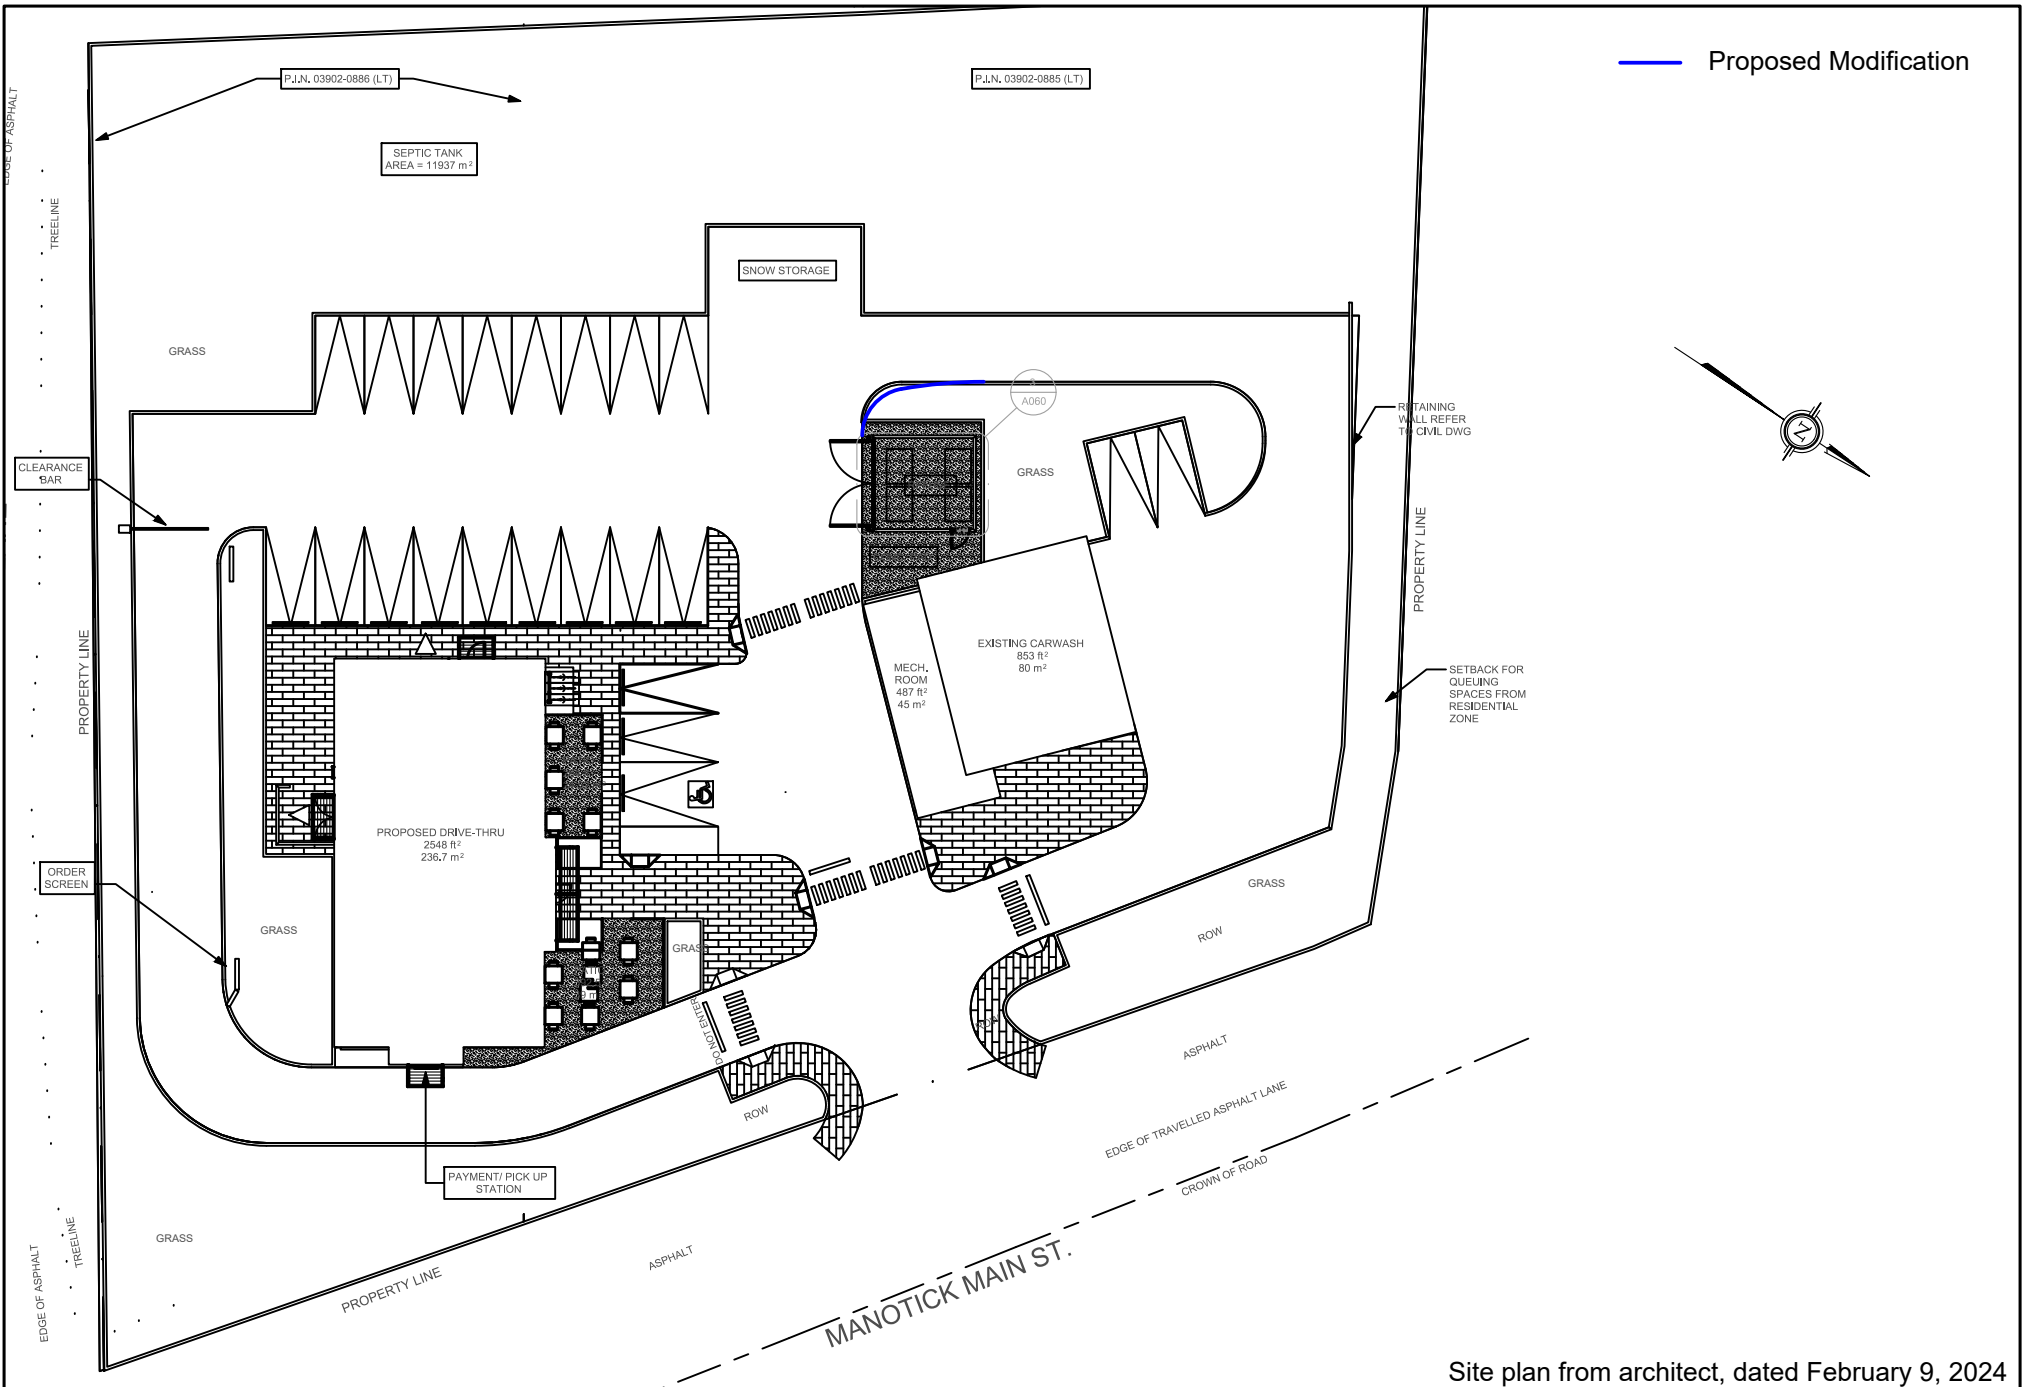 Proposed Modification
P.I.N. 03902-0886 (LT)
P.I.N. 03902-0885 (LT)
EDGE OF ASPHALT
SEPTIC TANK
AREA = 11937 m²
TREELINE
SNOW STORAGE
GRASS
A060
RETAINING
WALL REFER
TO CIVIL DWG
N
CLEARANCE
BAR
GRASS
PROPERTY LINE
PROPERTY LINE
EXISTING CARWASH
853 ft²
80 m²
MECH.
ROOM
487 ft²
45 m²
SETBACK FOR
QUEUING
SPACES FROM
RESIDENTIAL
ZONE
PROPOSED DRIVE-THRU
2548 ft²
236.7 m²
ORDER
SCREEN
GRASS
GRASS
GRASS
ROW
DO NOT ENTER
ROW
ASPHALT
ROW
EDGE OF TRAVELLED ASPHALT LANE
CROWN OF ROAD
PAYMENT/ PICK UP
STATION
GRASS
TREELINE
EDGE OF ASPHALT
ASPHALT
PROPERTY LINE
MANOTICK MAIN ST.
Site plan from architect, dated February 9, 2024